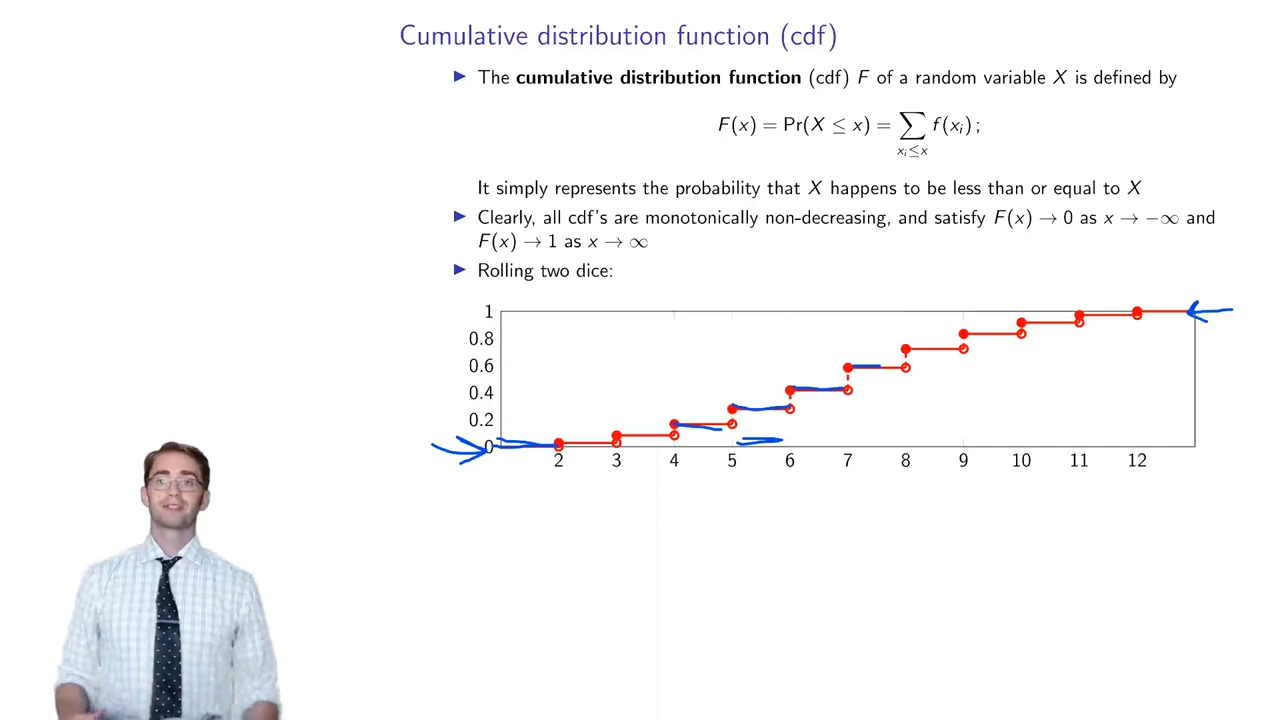 Cumulative distribution function (cdf)
▶ The cumulative distribution function (cdf) F of a random variable X is defined by
F(x) = Pr(X ≤ x) = ∑ f(xᵢ) ;
xᵢ≤x
It simply represents the probability that X happens to be less than or equal to X
▶ Clearly, all cdf's are monotonically non-decreasing, and satisfy F(x) → 0 as x → −∞ and
F(x) → 1 as x → ∞
▶ Rolling two dice:
1
0.8
0.6
0.4
0.2
0
2 3 4 5 6 7 8 9 10 11 12